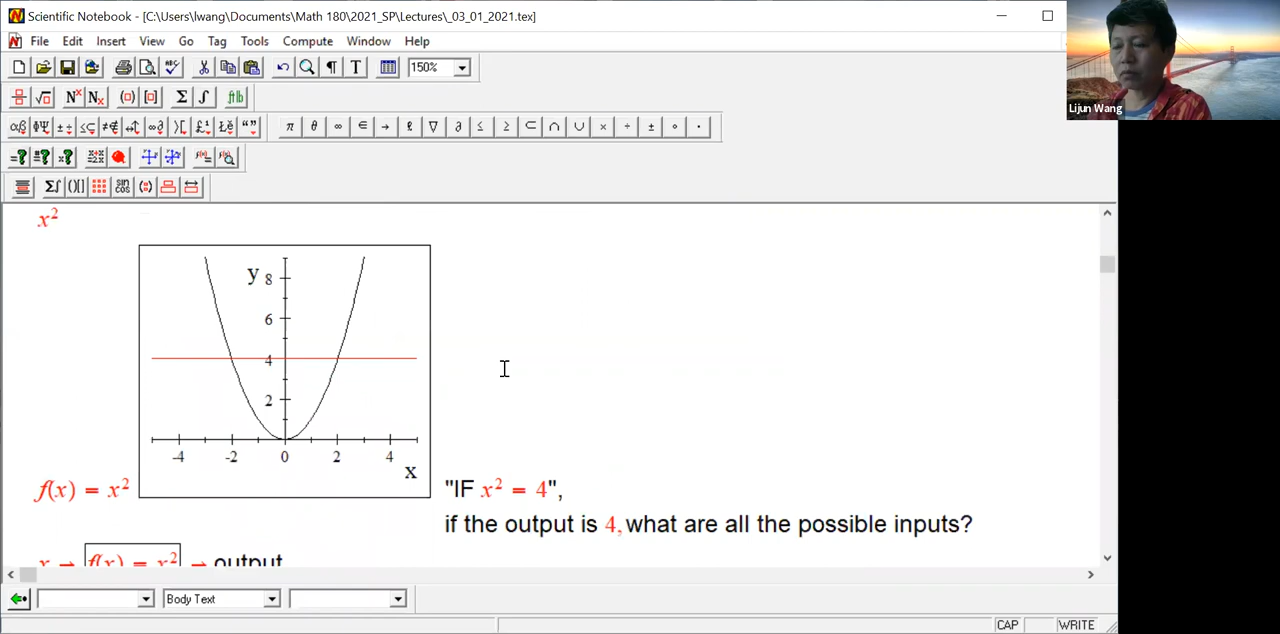 Scientific Notebook - [C:\Users\lwang\Documents\Math 180\2021_SP\Lectures\_03_01_2021.tex]
File Edit Insert View Go Tag Tools Compute Window Help
150%
Lijun Wang
x²
y
8
6
4
2
-4 -2 0 2 4
x
f(x) = x² "IF x² = 4",
if the output is 4, what are all the possible inputs?
x → f(x) = x² → output
Body Text
CAP WRITE